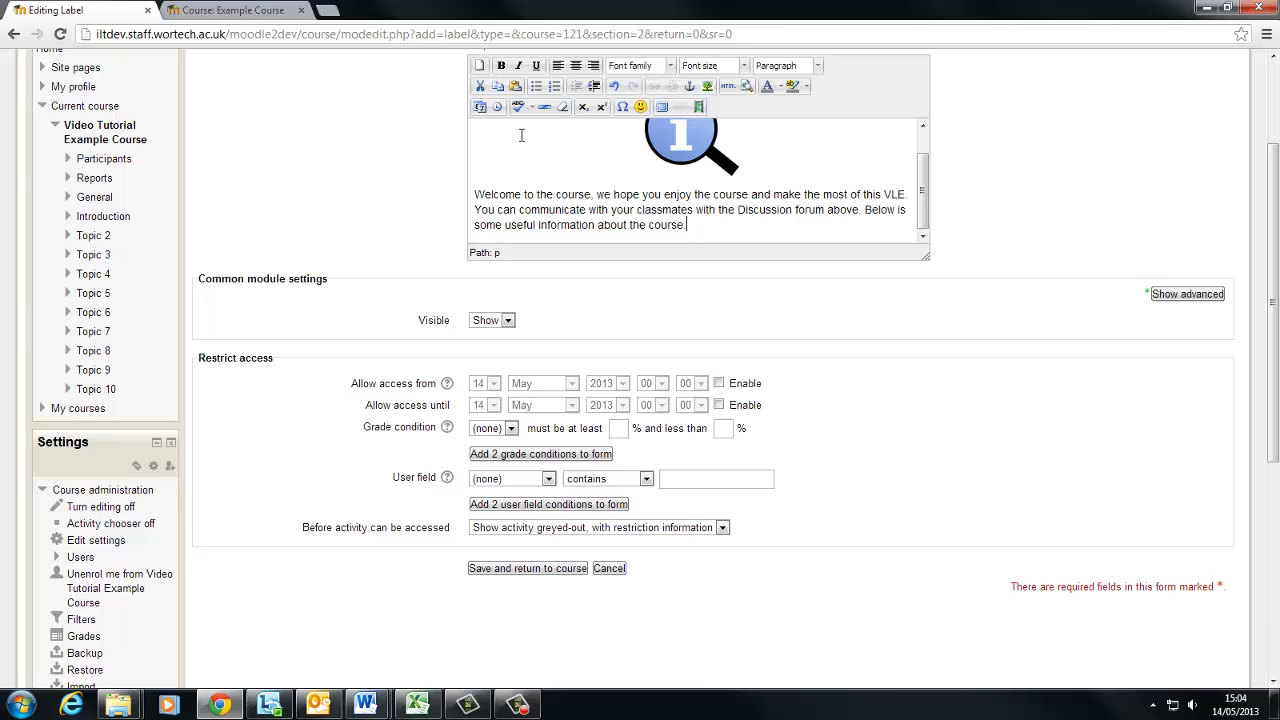 Editing Label
Course: Example Course
iltdev.staff.wortech.ac.uk/moodle2dev/course/modedit.php?add=label&type=&course=121&section=2&return=0&sr=0
Site pages
My profile
Current course
Video Tutorial
Example Course
Participants
Reports
General
Introduction
Topic 2
Topic 3
Topic 4
Topic 5
Topic 6
Topic 7
Topic 8
Topic 9
Topic 10
My courses
Settings
Course administration
Turn editing off
Activity chooser off
Edit settings
Users
Unenrol me from Video
Tutorial Example
Course
Filters
Grades
Backup
Restore
Import
B I U Font family Font size Paragraph
HTML A
i
Welcome to the course, we hope you enjoy the course and make the most of this VLE.
You can communicate with your classmates with the Discussion forum above. Below is
some useful information about the course.
Path: p
Common module settings
* Show advanced
Visible Show
Restrict access
Allow access from 14 May 2013 00 00 Enable
Allow access until 14 May 2013 00 00 Enable
Grade condition (none) must be at least % and less than %
Add 2 grade conditions to form
User field (none) contains
Add 2 user field conditions to form
Before activity can be accessed Show activity greyed-out, with restriction information
Save and return to course Cancel
There are required fields in this form marked *.
15:04
14/05/2013